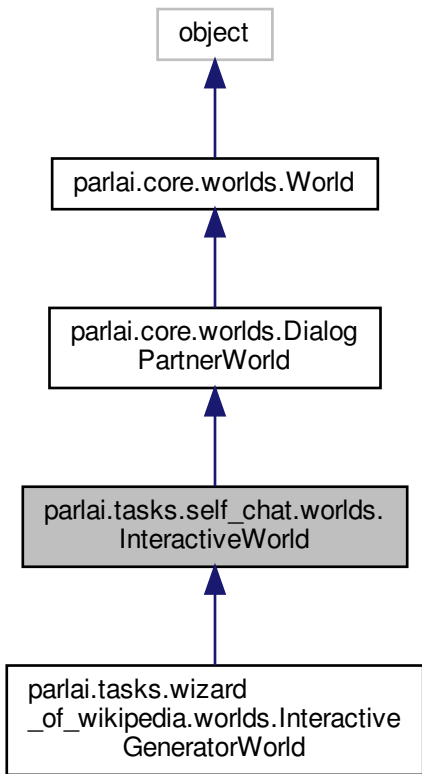 object
parlai.core.worlds.World
parlai.core.worlds.Dialog
PartnerWorld
parlai.tasks.self_chat.worlds.
InteractiveWorld
parlai.tasks.wizard
_of_wikipedia.worlds.Interactive
GeneratorWorld